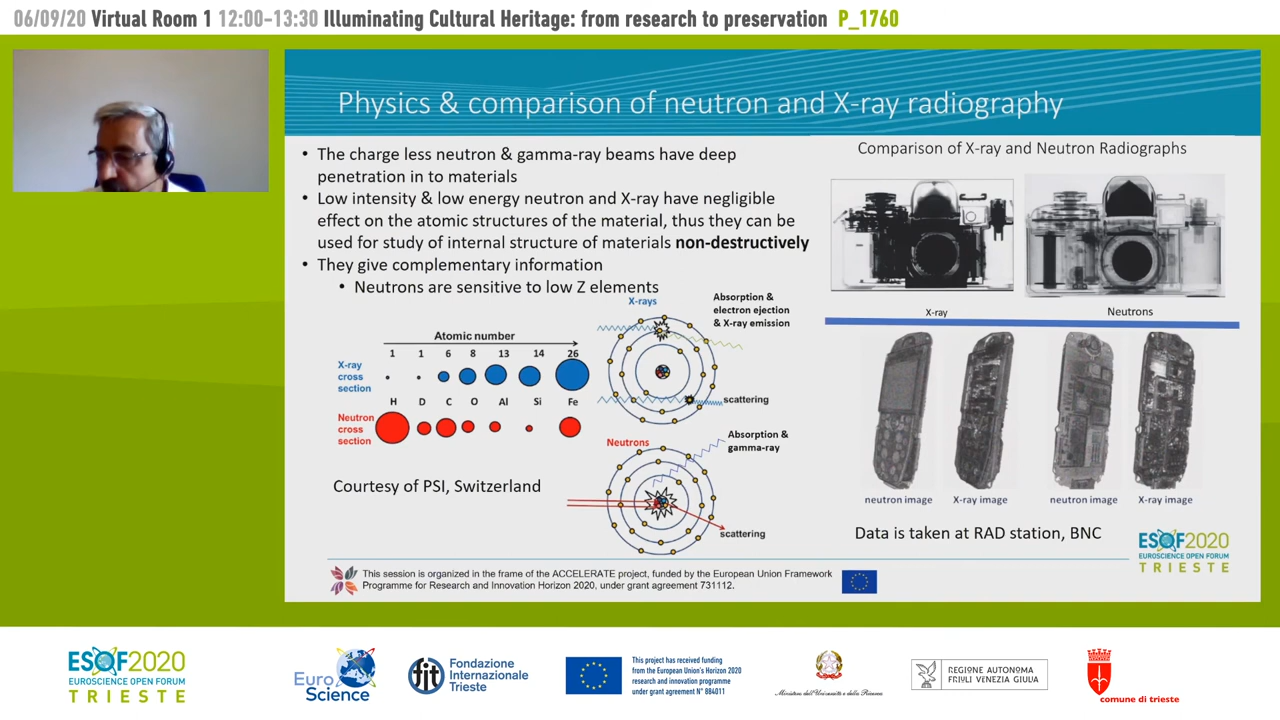 06/09/20 Virtual Room 1 12:00-13:30 Illuminating Cultural Heritage: from research to preservation P_1760
Physics & comparison of neutron and X-ray radiography
• The charge less neutron & gamma-ray beams have deep
penetration in to materials
• Low intensity & low energy neutron and X-ray have negligible
effect on the atomic structures of the material, thus they can be
used for study of internal structure of materials non-destructively
• They give complementary information
• Neutrons are sensitive to low Z elements
Atomic number
1 1 6 8 13 14 26
X-ray
cross
section
H D C O Al Si Fe
Neutron
cross
section
Courtesy of PSI, Switzerland
X-rays
Absorption &
electron ejection
& X-ray emission
scattering
Neutrons
Absorption &
gamma-ray
scattering
Comparison of X-ray and Neutron Radiographs
X-ray
Neutrons
neutron image X-ray image neutron image X-ray image
Data is taken at RAD station, BNC
ESOF2020
EUROSCIENCE OPEN FORUM
TRIESTE
This session is organized in the frame of the ACCELERATE project, funded by the European Union Framework
Programme for Research and Innovation Horizon 2020, under grant agreement 731112.
ESOF2020
EUROSCIENCE OPEN FORUM
TRIESTE
Euro
Science
fit
Fondazione
Internazionale
Trieste
This project has received funding
from the European Union's Horizon 2020
research and innovation programme
under grant agreement N° 884011
Ministero dell'Università e della Ricerca
REGIONE AUTONOMA
FRIULI VENEZIA GIULIA
comune di trieste